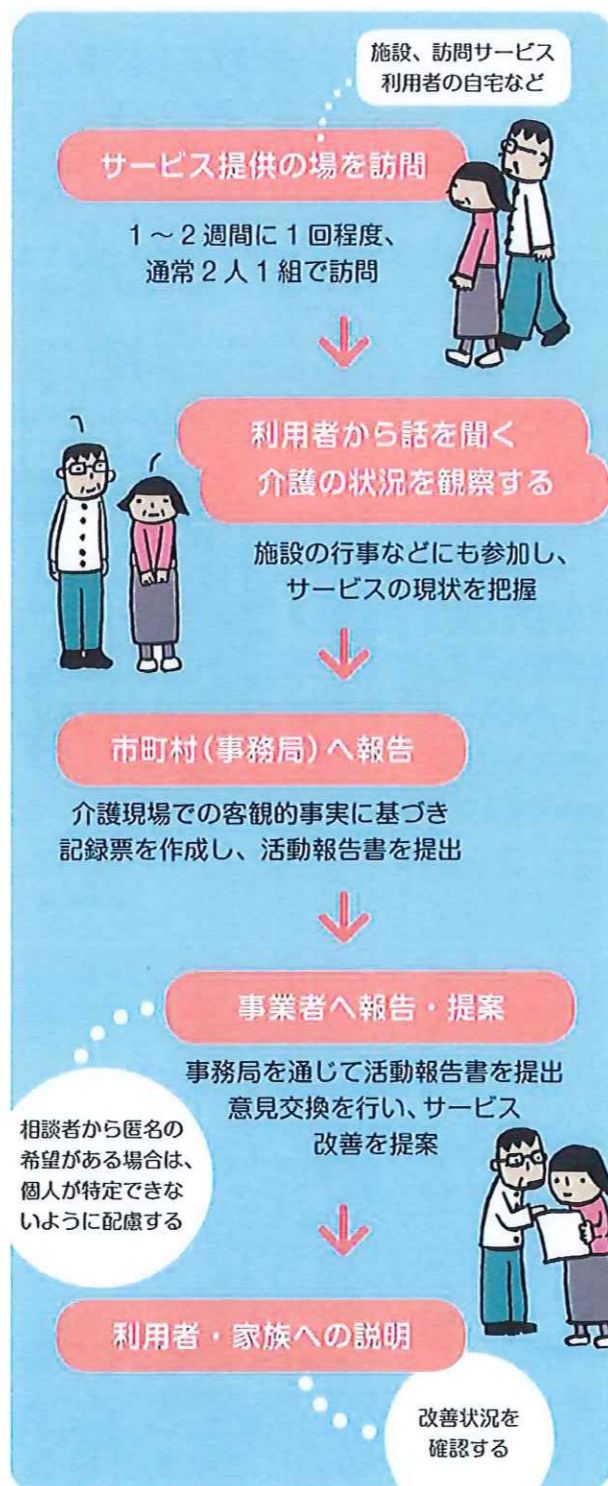 施設、訪問サービス
利用者の自宅など
サービス提供の場を訪問
1〜2週間に1回程度、
通常2人1組で訪問
利用者から話を聞く
介護の状況を観察する
施設の行事などにも参加し、
サービスの現状を把握
市町村(事務局)へ報告
介護現場での客観的事実に基づき
記録票を作成し、活動報告書を提出
事業者へ報告・提案
事務局を通じて活動報告書を提出
意見交換を行い、サービス
改善を提案
相談者から匿名の
希望がある場合は、
個人が特定できな
いように配慮する
利用者・家族への説明
改善状況を
確認する